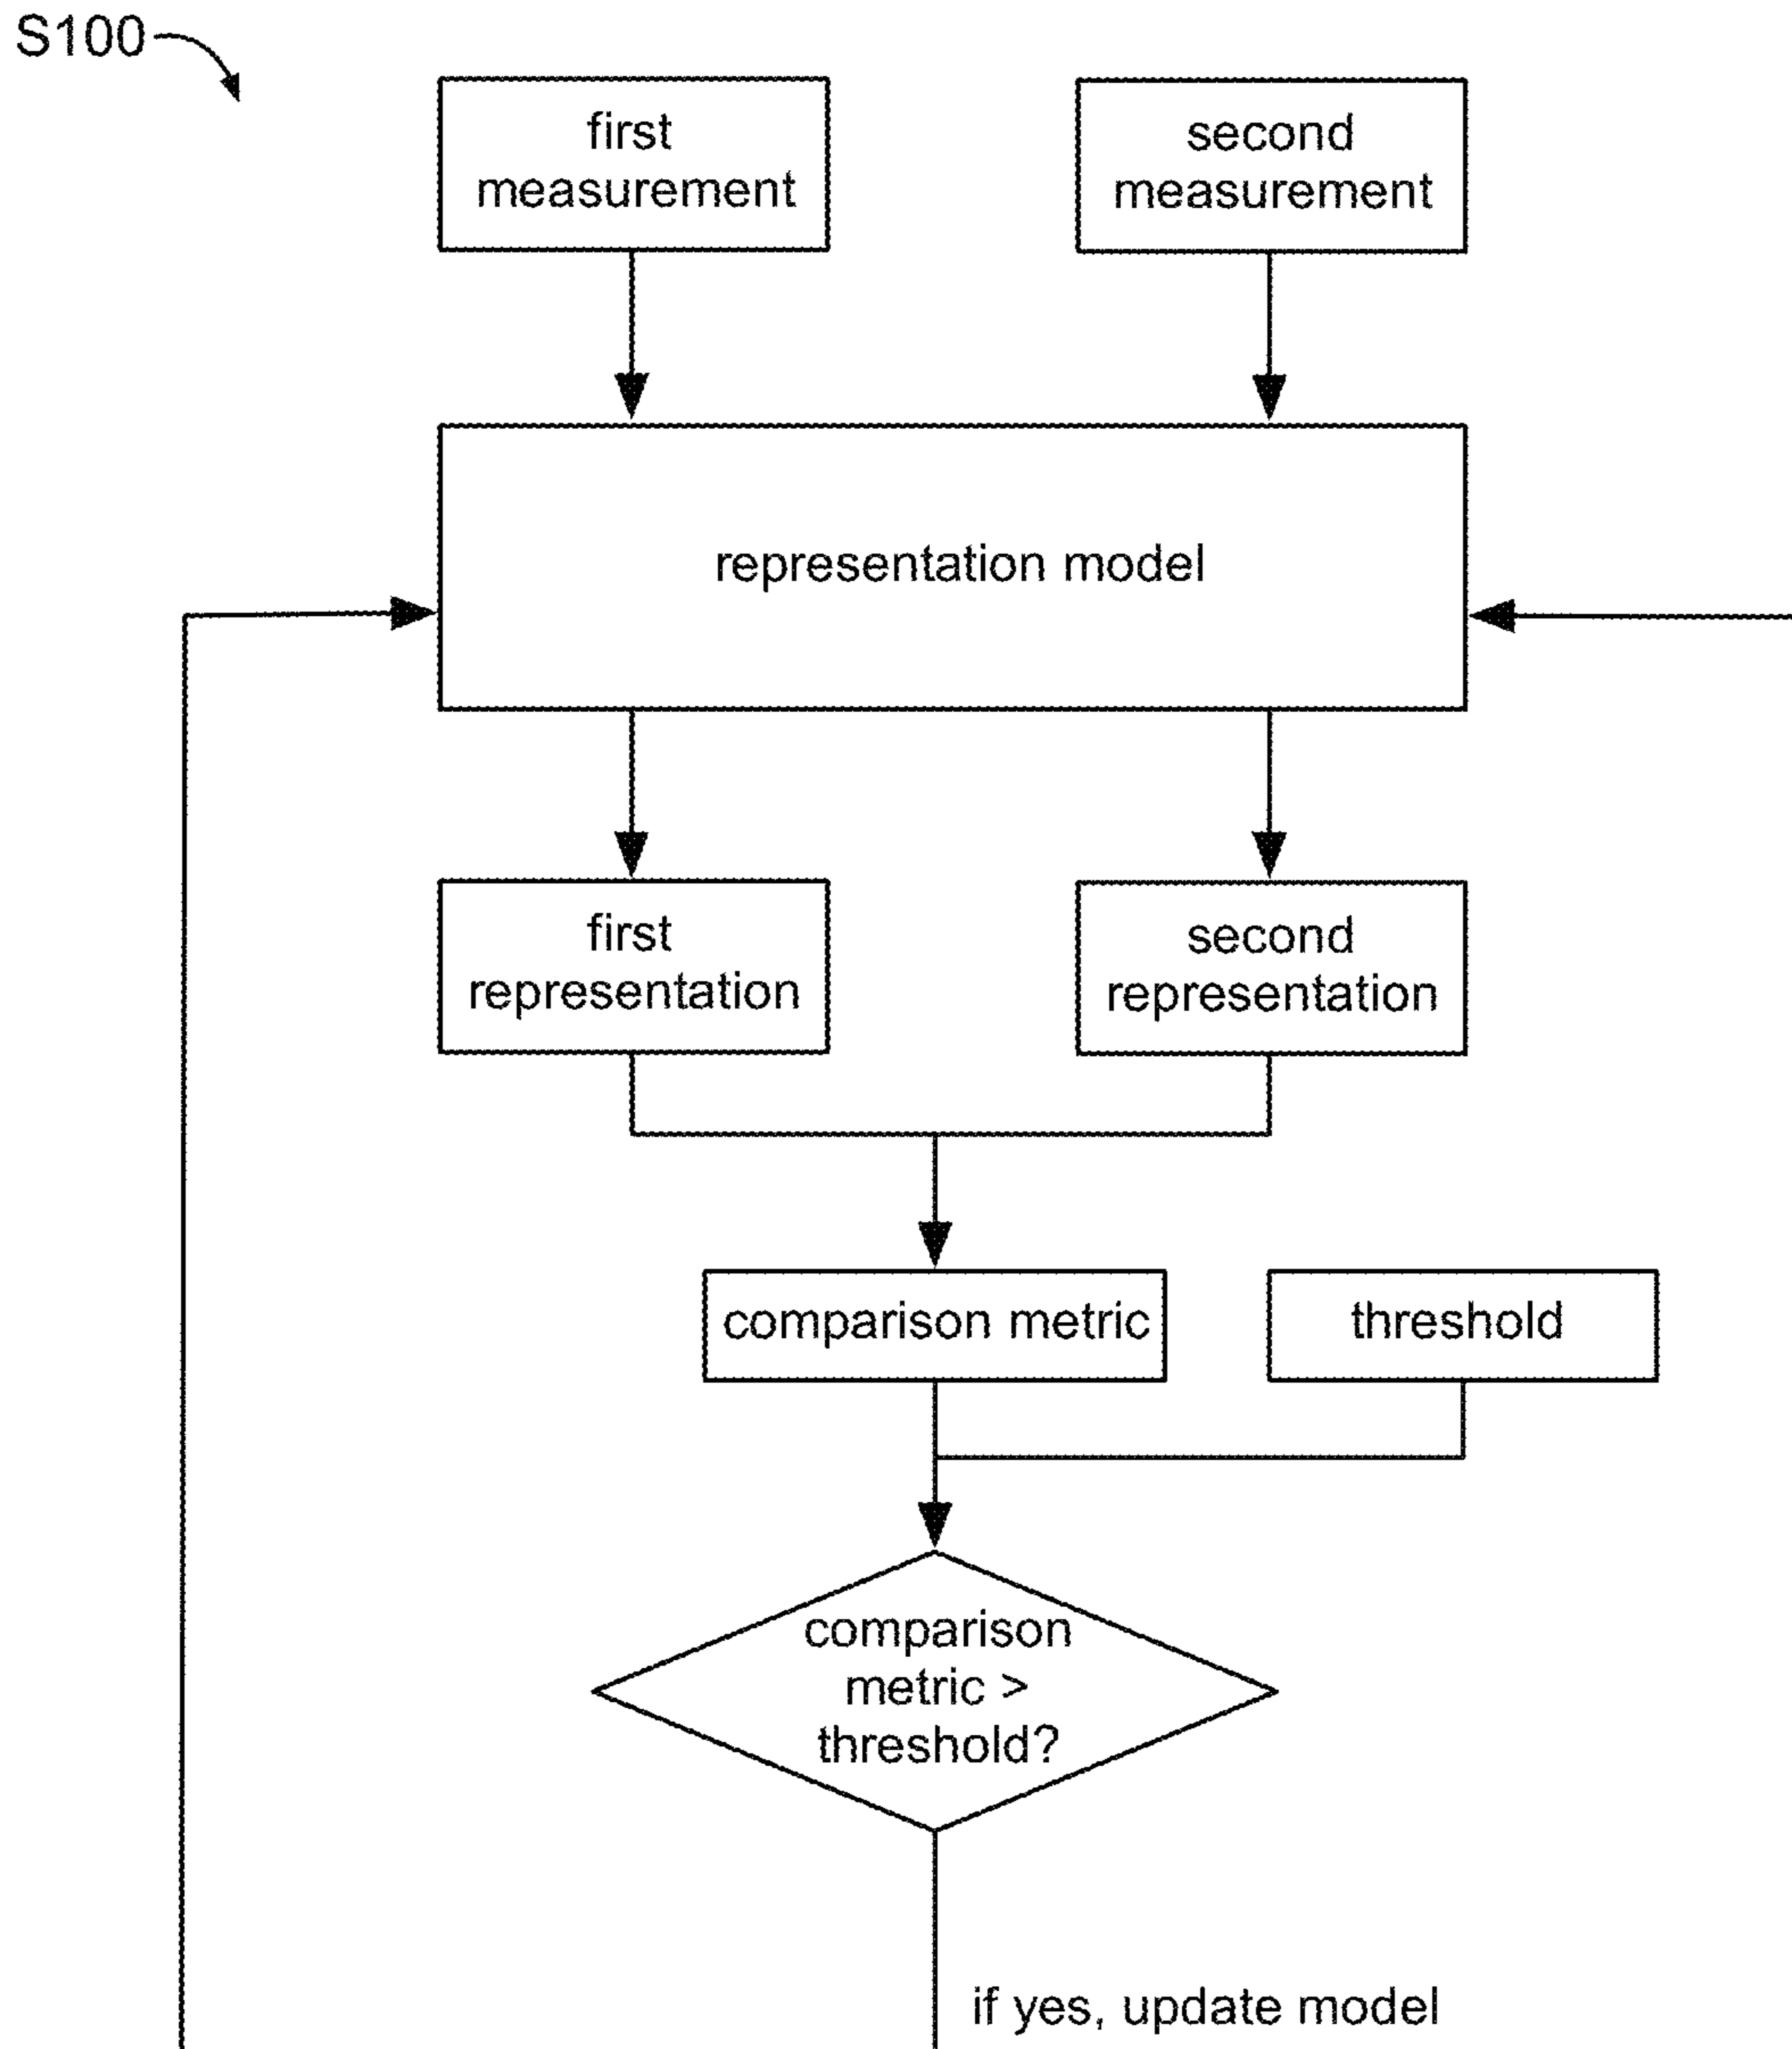 S100
first
measurement
second
measurement
representation model
first
representation
second
representation
comparison metric
threshold
comparison
metric >
threshold?
if yes, update model